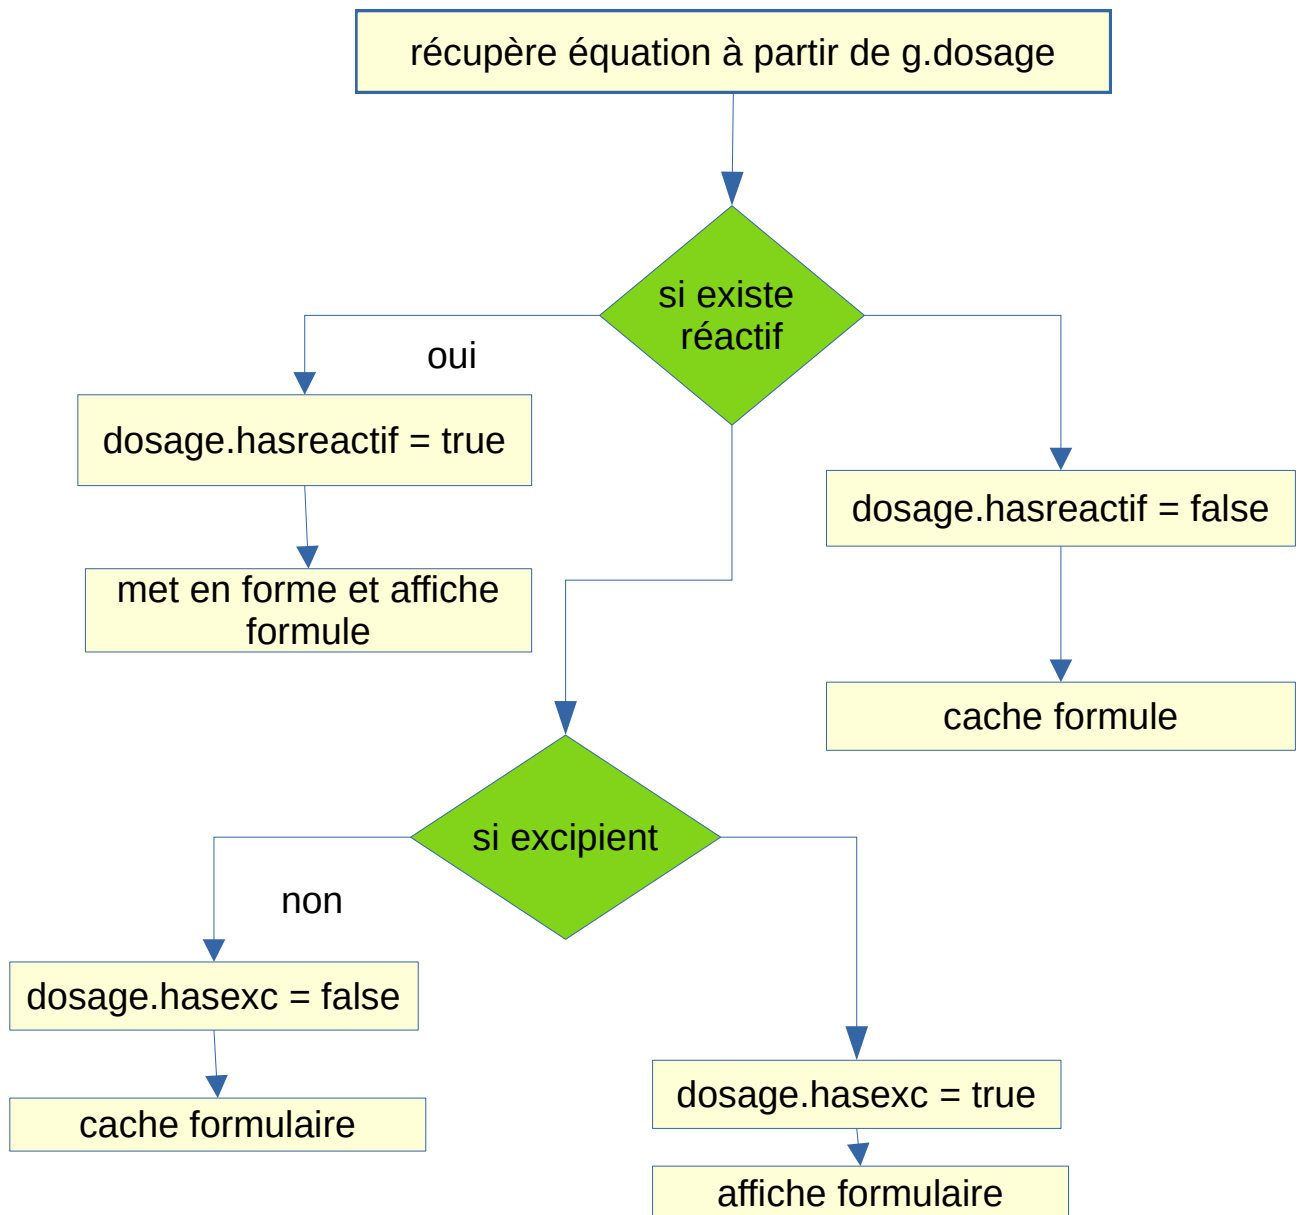 récupère équation à partir de g.dosage
si existe
réactif
oui
dosage.hasreactif = true
dosage.hasreactif = false
met en forme et affiche
formule
cache formule
si excipient
non
dosage.hasexc = false
dosage.hasexc = true
cache formulaire
affiche formulaire